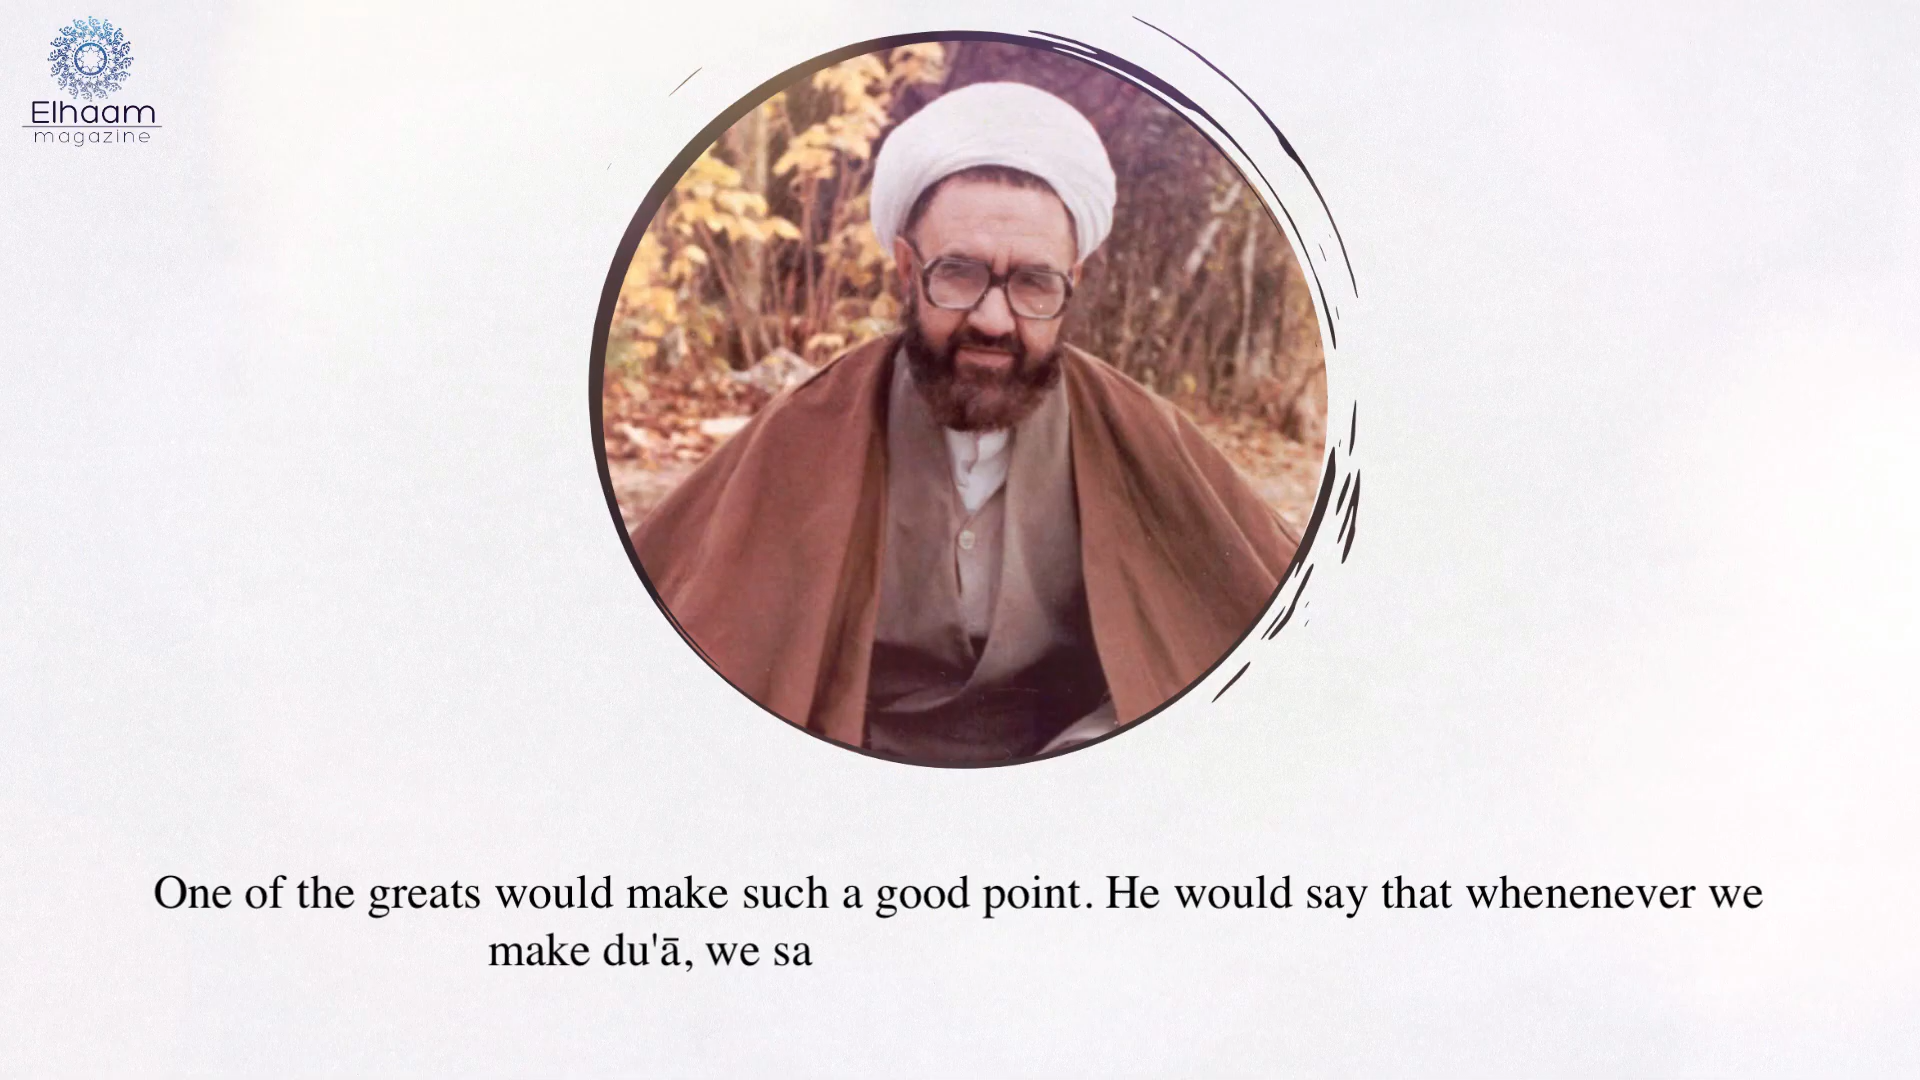 Elhaam
magazine
One of the greats would make such a good point. He would say that whenenever we
make du'ā, we sa